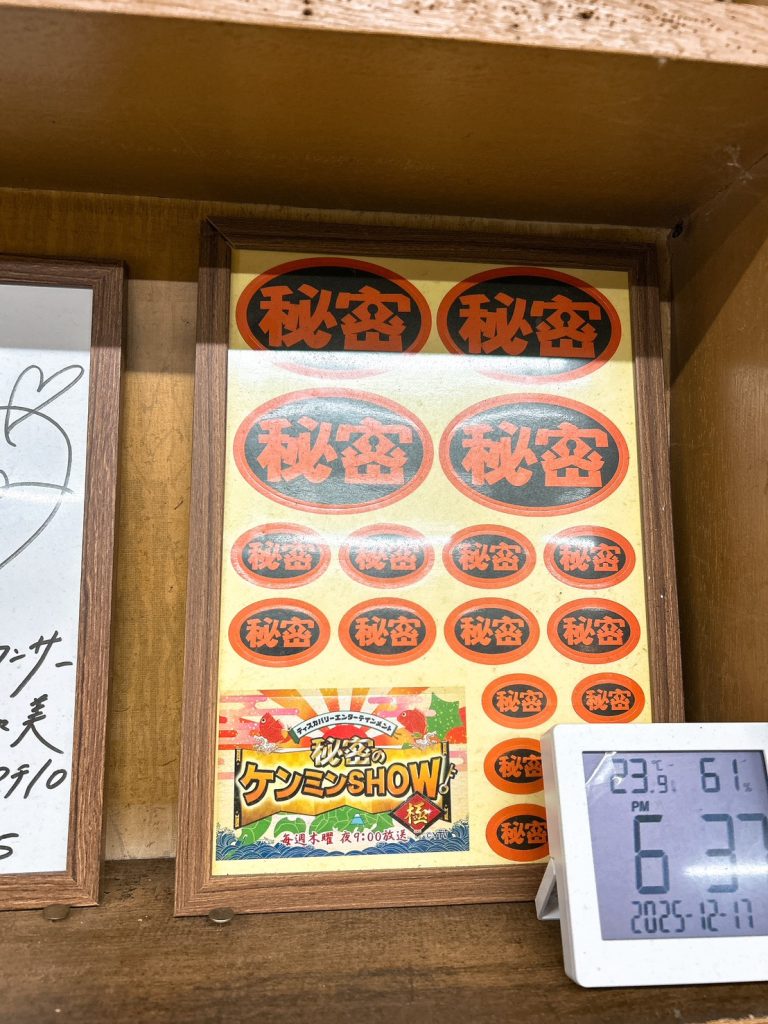 秘密 秘密
秘密 秘密
秘密 秘密 秘密 秘密
秘密 秘密 秘密 秘密
秘密 秘密
秘密
秘密
ディスカバリーエンターテインメント
秘密の
ケンミンSHOW!
極
毎週木曜 夜9:00放送
ンサー
美
23.9 ℃ 61 %
PM
6 37
2025-12-17